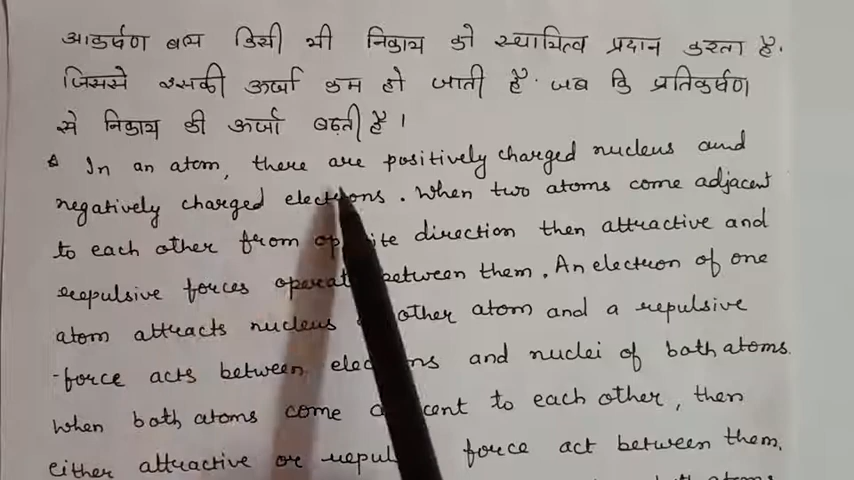 आकर्षण बल किसी भी निकाय को स्थायित्व प्रदान करता है.
जिससे उसकी ऊर्जा कम हो जाती है. जब कि प्रतिकर्षण
से निकाय की ऊर्जा बढ़ती है।
In an atom, there are positively charged nucleus and
negatively charged electrons. When two atoms come adjacent
to each other from direction then attractive and
repulsive forces between them. An electron of one
atom attracts nucleus other atom and a repulsive
force acts between and nuclei of both atoms.
when both atoms come to each other, then
either attractive or force act between them.
atoms